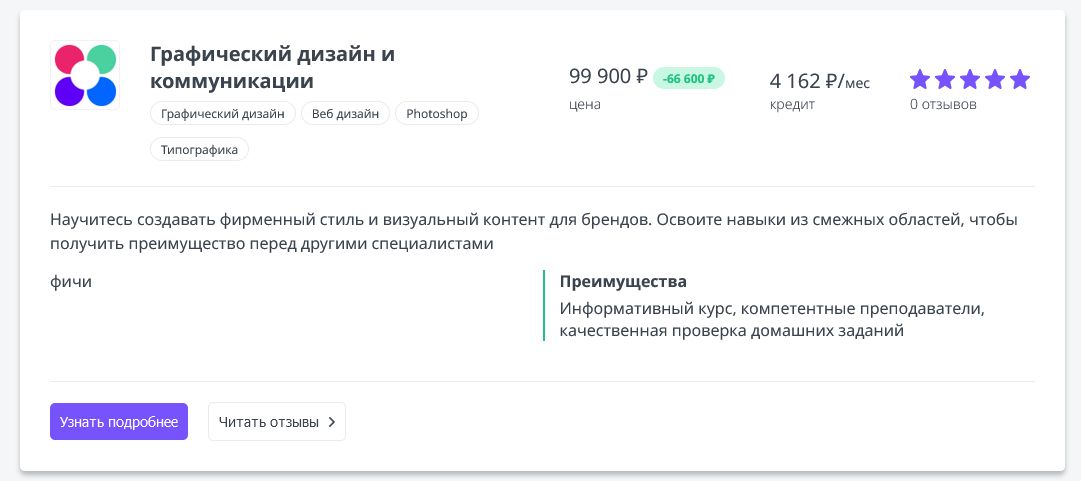 Графический дизайн и
коммуникации
Графический дизайн Веб дизайн Photoshop
Типографика
99 900 ₽ -66 600 ₽
цена
4 162 ₽/мес
кредит
0 отзывов
Научитесь создавать фирменный стиль и визуальный контент для брендов. Освоите навыки из смежных областей, чтобы
получить преимущество перед другими специалистами
фичи
Преимущества
Информативный курс, компетентные преподаватели,
качественная проверка домашних заданий
Узнать подробнее
Читать отзывы